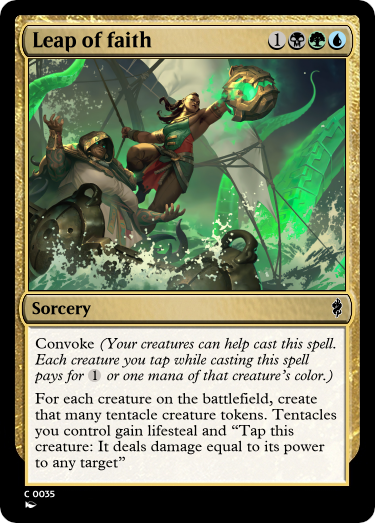 Leap of faith 1
Sorcery
Convoke (Your creatures can help cast this spell.
Each creature you tap while casting this spell
pays for 1 or one mana of that creature's color.)
For each creature on the battlefield, create
that many tentacle creature tokens. Tentacles
you control gain lifesteal and “Tap this
creature: It deals damage equal to its power
to any target”
C 0035